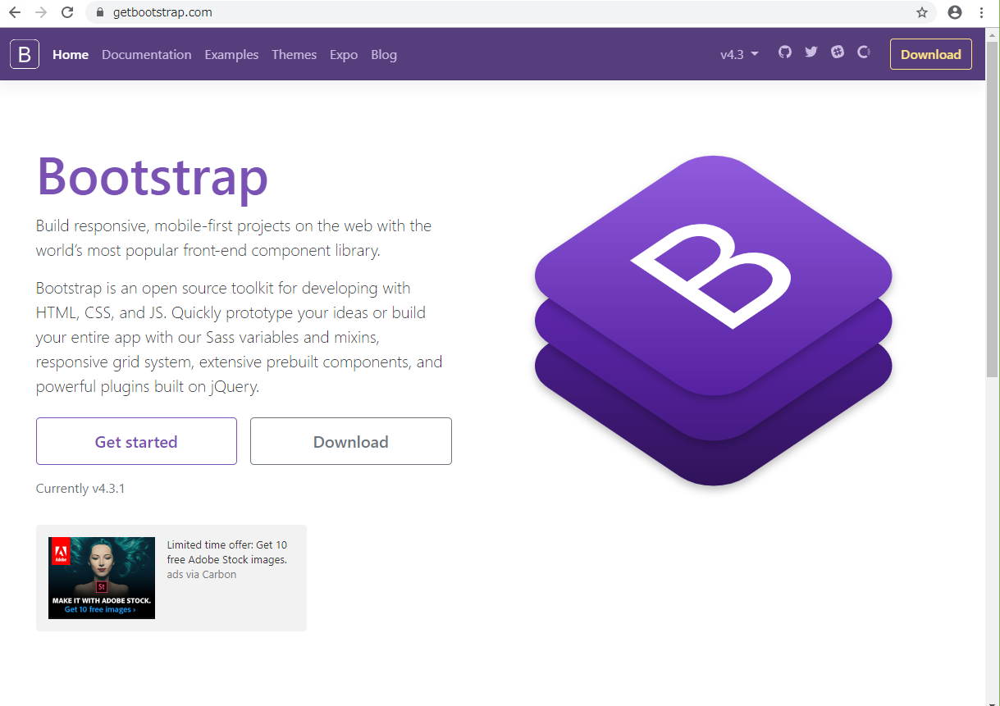 getbootstrap.com
B Home Documentation Examples Themes Expo Blog v4.3 Download
Bootstrap
B
Build responsive, mobile-first projects on the web with the
world’s most popular front-end component library.
Bootstrap is an open source toolkit for developing with
HTML, CSS, and JS. Quickly prototype your ideas or build
your entire app with our Sass variables and mixins,
responsive grid system, extensive prebuilt components, and
powerful plugins built on jQuery.
Get started Download
Currently v4.3.1
Adobe
St
MAKE IT WITH ADOBE STOCK.
Get 10 free images ›
Limited time offer: Get 10
free Adobe Stock images.
ads via Carbon